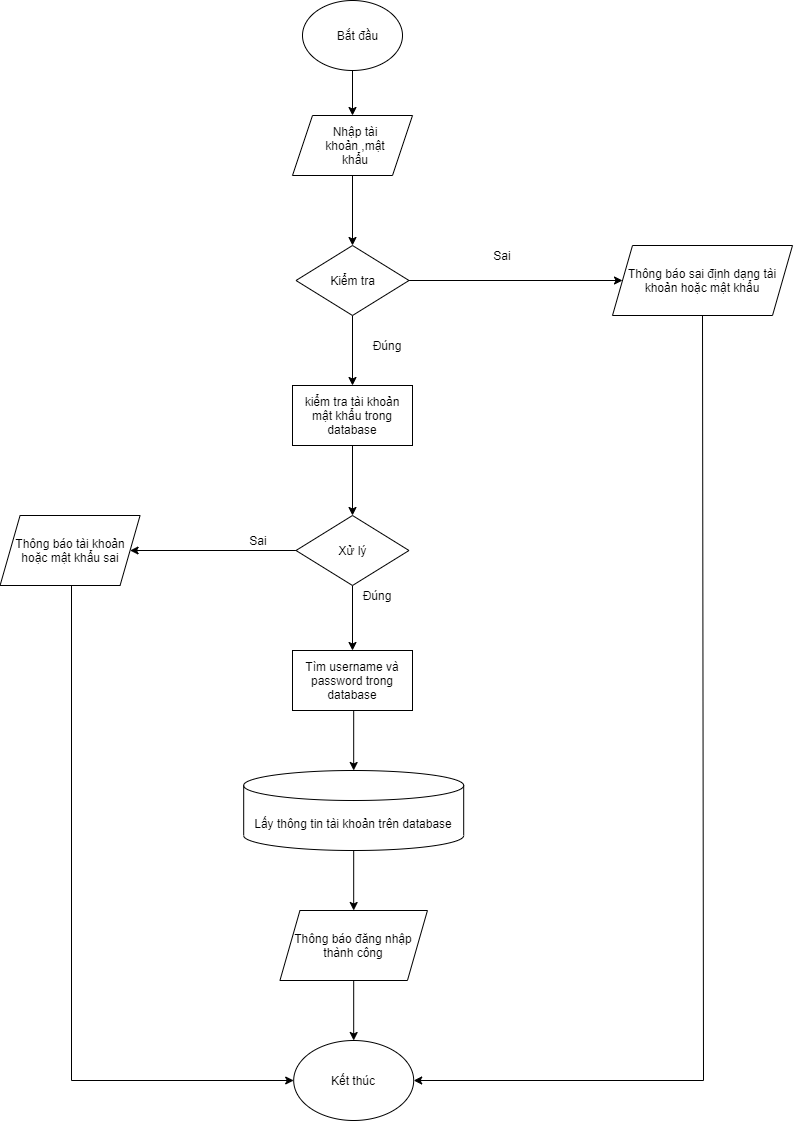 Bắt đầu
Nhập tài
khoản ,mật
khẩu
Kiểm tra
Sai
Thông báo sai định dạng tải
khoản hoặc mật khẩu
Đúng
kiểm tra tài khoản
mật khẩu trong
database
Thông báo tài khoản
hoặc mật khẩu sai
Sai
Xử lý
Đúng
Tìm username và
password trong
database
Lấy thông tin tải khoản trên database
Thông báo đăng nhập
thành công
Kết thúc